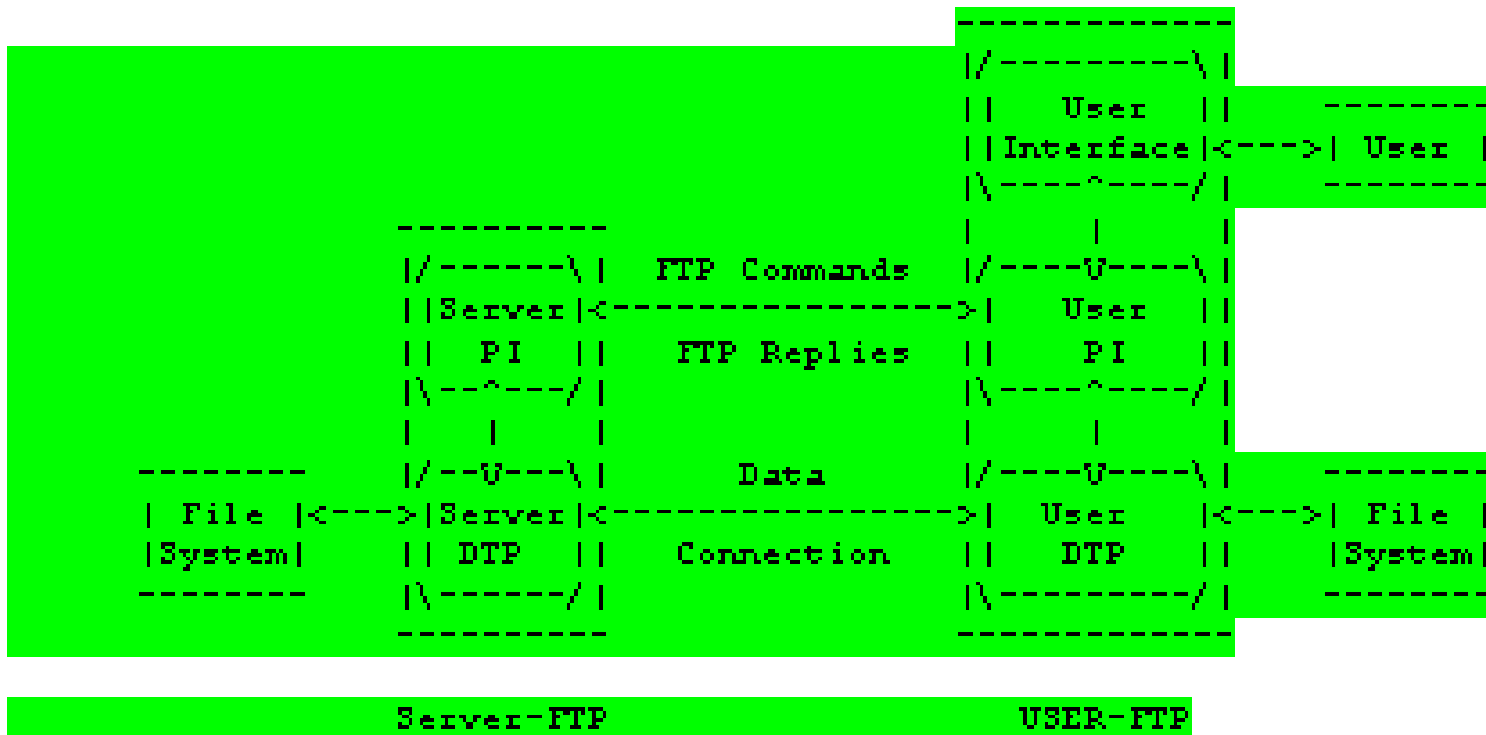 -------------
|/---------\|
||   User   ||    --------
||Interface|<--->| User |
|\----^----/|    --------
----------                 |     |     |
|/------\|  FTP Commands  |/----V----\|
||Server|<---------------->|   User   ||
||  PI  ||   FTP Replies  ||    PI    ||
|\--^---/|                |\----^----/|
|   |    |                |     |     |
--------    |/--V---\|      Data      |/----V----\|    --------
| File |<--->|Server|<---------------->|  User   |<--->| File |
|System|    || DTP  ||   Connection   ||   DTP   ||    |System|
--------    |\------/|                |\---------/|    --------
----------                -------------
Server-FTP                   USER-FTP